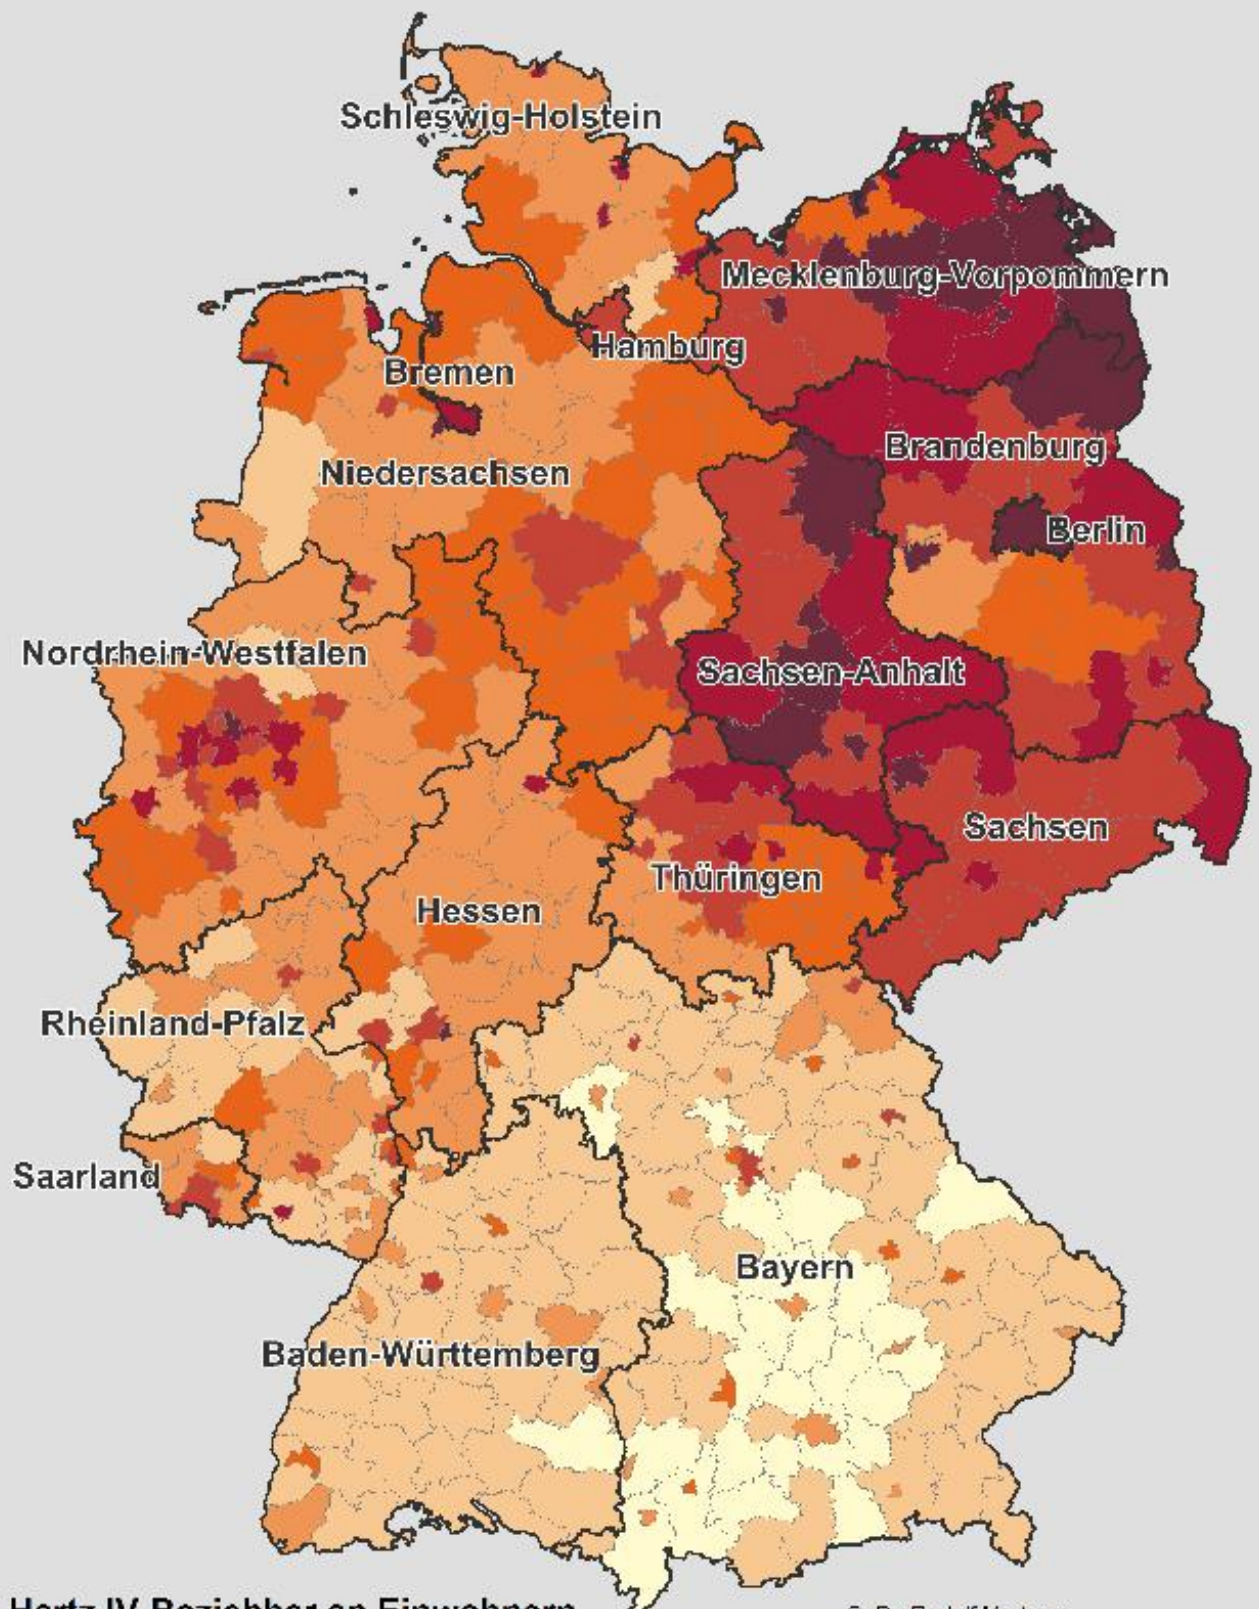 Schleswig-Holstein
Mecklenburg-Vorpommern
Hamburg
Bremen
Brandenburg
Niedersachsen
Berlin
Nordrhein-Westfalen
Sachsen-Anhalt
Sachsen
Thüringen
Hessen
Rheinland-Pfalz
Saarland
Bayern
Baden-Württemberg